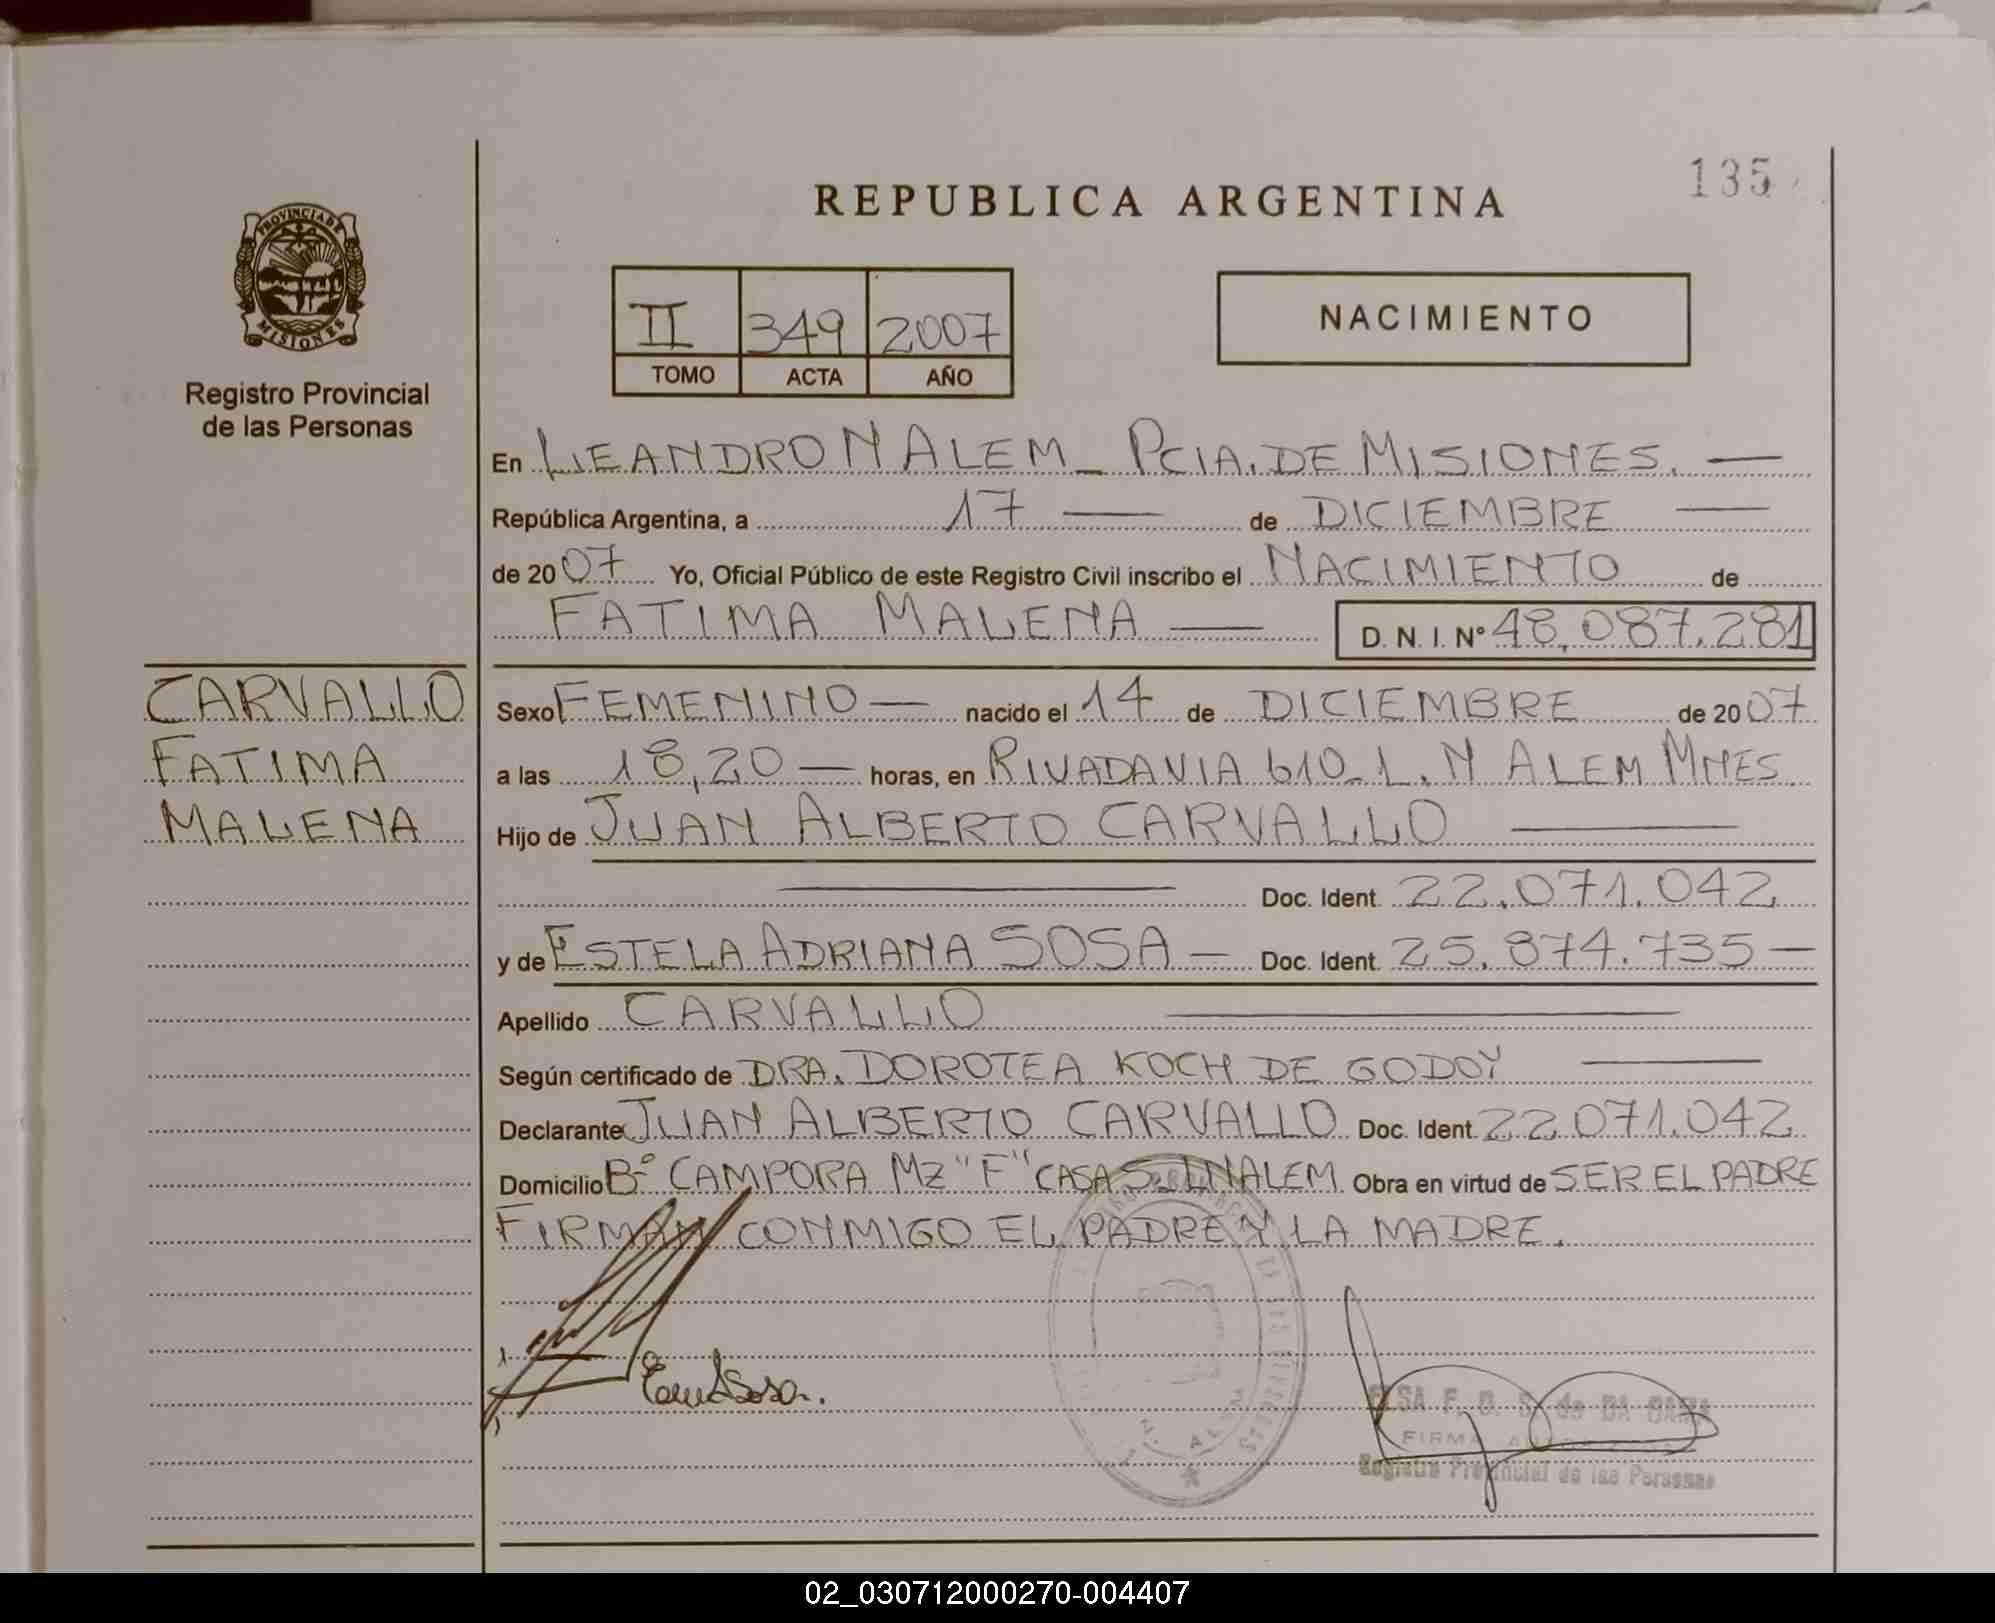 135
REPUBLICA ARGENTINA
PROVINCIA DE
MISIONES
Registro Provincial
de las Personas
II 349 2007
TOMO ACTA AÑO
NACIMIENTO
En LEANDRO N ALEM - PCIA. DE MISIONES. —
República Argentina, a 17 — de DICIEMBRE —
de 2007 Yo, Oficial Público de este Registro Civil inscribo el NACIMIENTO de
FATIMA MALENA — D. N. I. Nº 48.087.281
CARVALLO
FATIMA
MALENA
Sexo FEMENINO — nacido el 14 de DICIEMBRE de 2007
a las 18,20 — horas, en RIVADAVIA 610 - L. N ALEM MNES
Hijo de JUAN ALBERTO CARVALLO —
— Doc. Ident. 22.071.042
y de ESTELA ADRIANA SOSA — Doc. Ident. 25.874.735 —
Apellido CARVALLO —
Según certificado de DRA. DOROTEA KOCH DE GODOY —
Declarante JUAN ALBERTO CARVALLO Doc. Ident. 22.071.042
Domicilio Bº CAMPORA MZ "F" CASA 5. LNALEM Obra en virtud de SER EL PADRE
FIRMAN CONMIGO EL PADRE Y LA MADRE.
Sosa.
ELSA F. D. S. de DA
FIRMA AUTORIZADA
Registro Provincial de las Personas
02_030712000270-004407